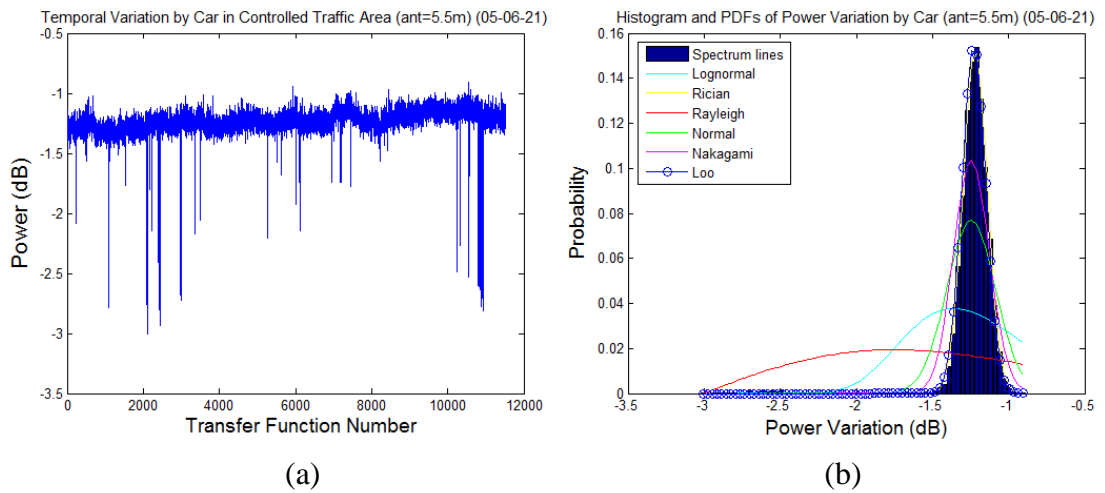 Temporal Variation by Car in Controlled Traffic Area (ant=5.5m) (05-06-21)
Power (dB)
-0.5
-1
-1.5
-2
-2.5
-3
-3.5
0 2000 4000 6000 8000 10000 12000
Transfer Function Number
(a)
Histogram and PDFs of Power Variation by Car (ant=5.5m) (05-06-21)
Probability
0.16
0.14
0.12
0.1
0.08
0.06
0.04
0.02
0
Spectrum lines
Lognormal
Rician
Rayleigh
Normal
Nakagami
Loo
-3.5 -3 -2.5 -2 -1.5 -1 -0.5
Power Variation (dB)
(b)